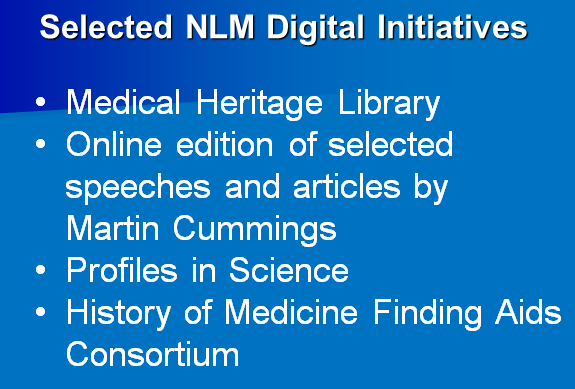 Selected NLM Digital Initiatives
• Medical Heritage Library
• Online edition of selected
speeches and articles by
Martin Cummings
• Profiles in Science
• History of Medicine Finding Aids
Consortium